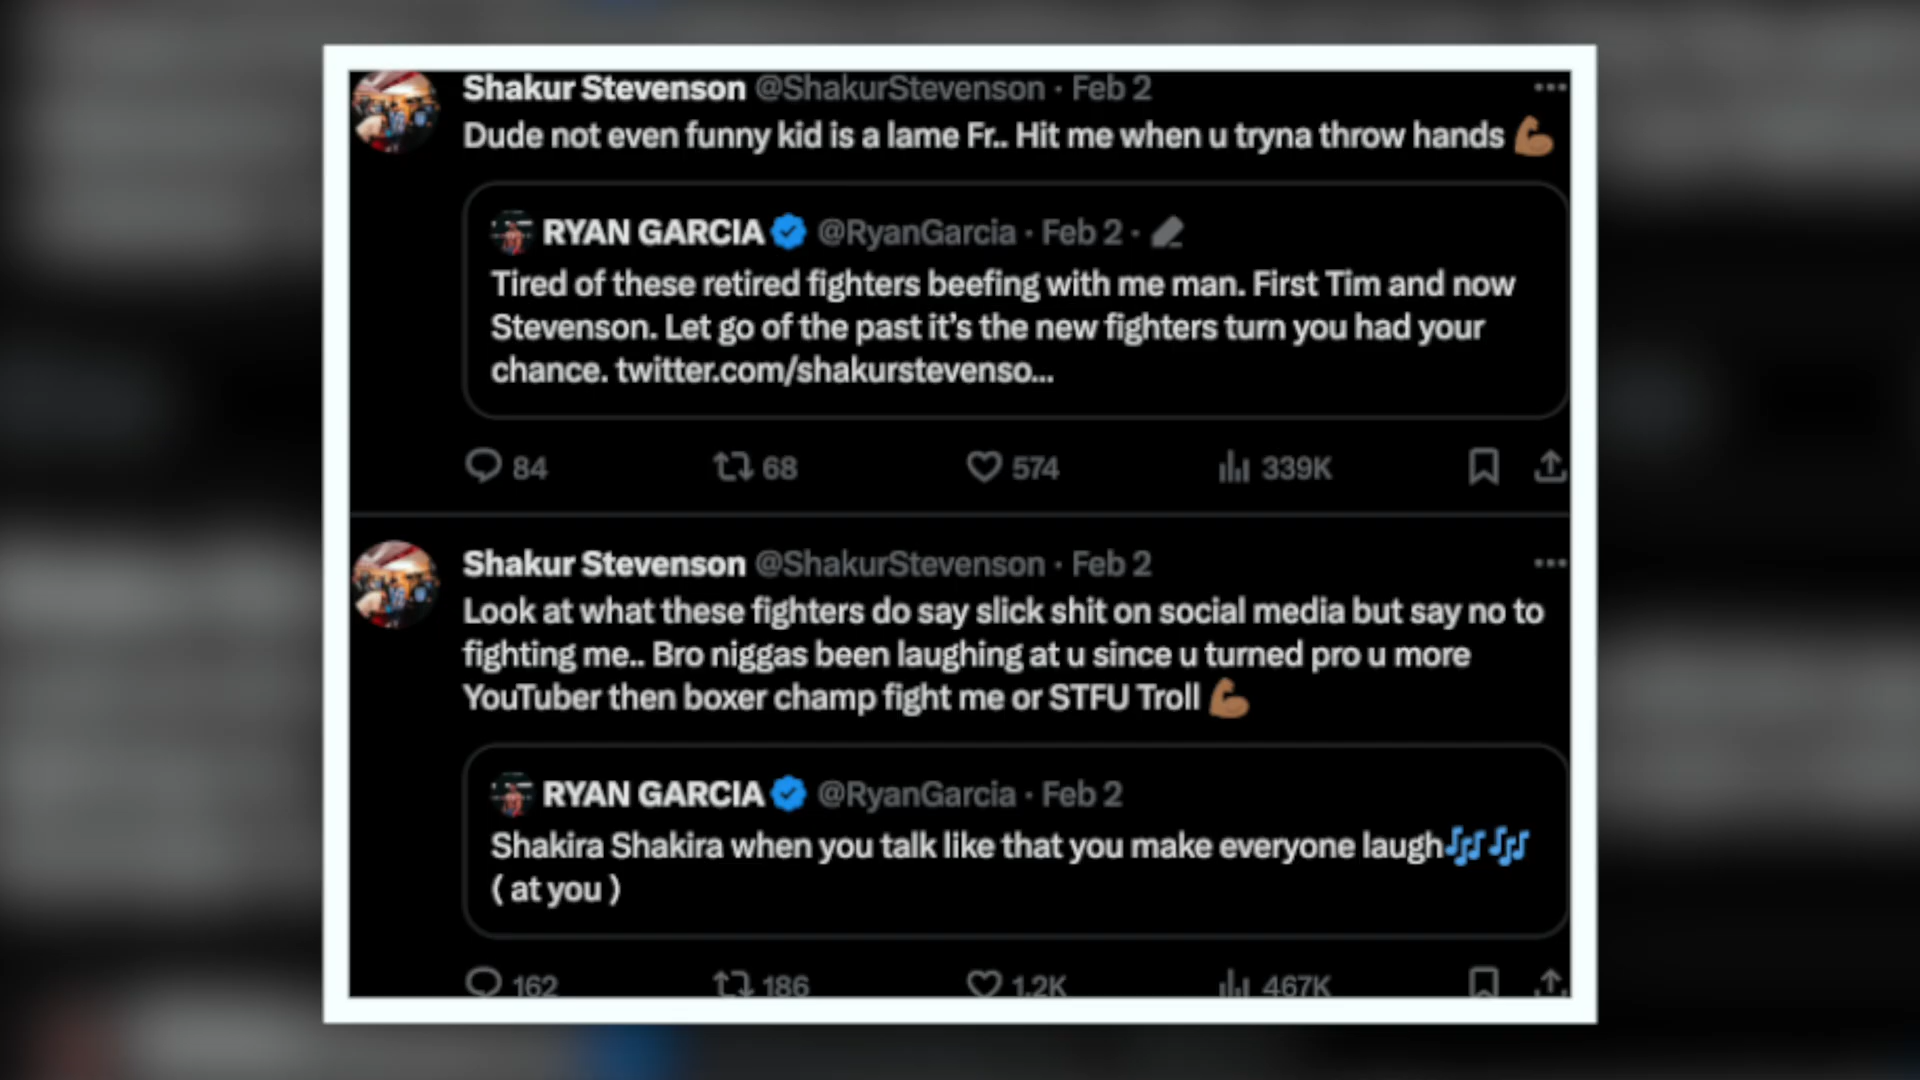 Shakur Stevenson @ShakurStevenson · Feb 2
Dude not even funny kid is a lame Fr.. Hit me when u tryna throw hands 💪🏾
RYAN GARCIA @RyanGarcia · Feb 2 ·
Tired of these retired fighters beefing with me man. First Tim and now
Stevenson. Let go of the past it’s the new fighters turn you had your
chance. twitter.com/shakurstevenso...
84 68 574 339K
Shakur Stevenson @ShakurStevenson · Feb 2
Look at what these fighters do say slick shit on social media but say no to
fighting me.. Bro niggas been laughing at u since u turned pro u more
YouTuber then boxer champ fight me or STFU Troll 💪🏾
RYAN GARCIA @RyanGarcia · Feb 2
Shakira Shakira when you talk like that you make everyone laugh🎶🎶
( at you )
162 186 1.2K 467K